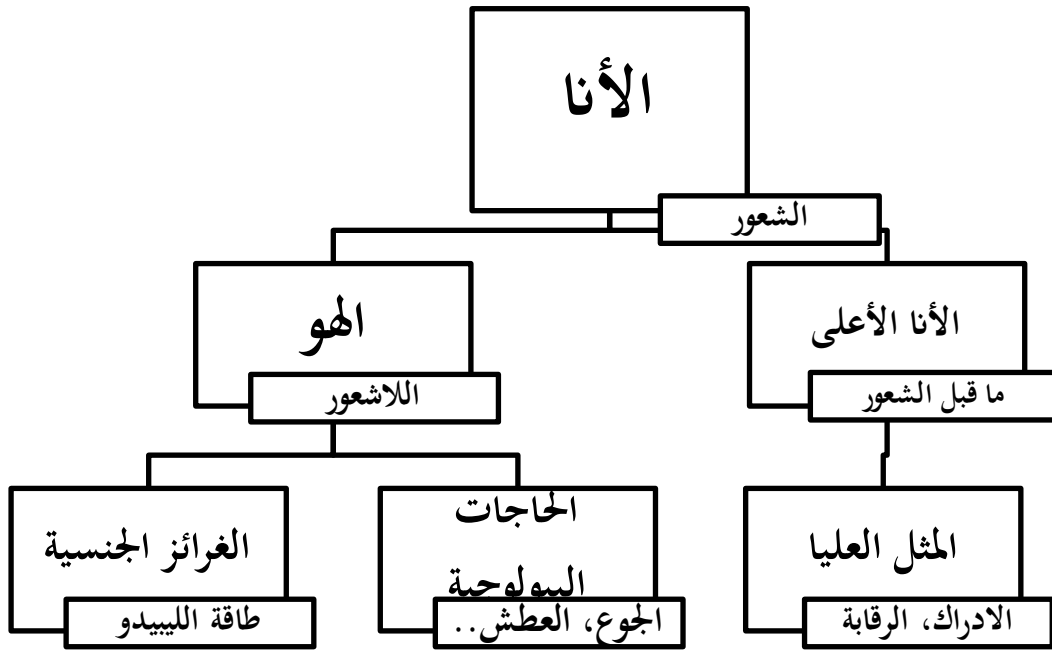 الأنا
الشعور
الأنا الأعلى
ما قبل الشعور
الهو
اللاشعور
المثل العليا
الادراك، الرقابة
الحاجات
البيولوجية
الجوع، العطش..
الغرائز الجنسية
طاقة الليبيدو